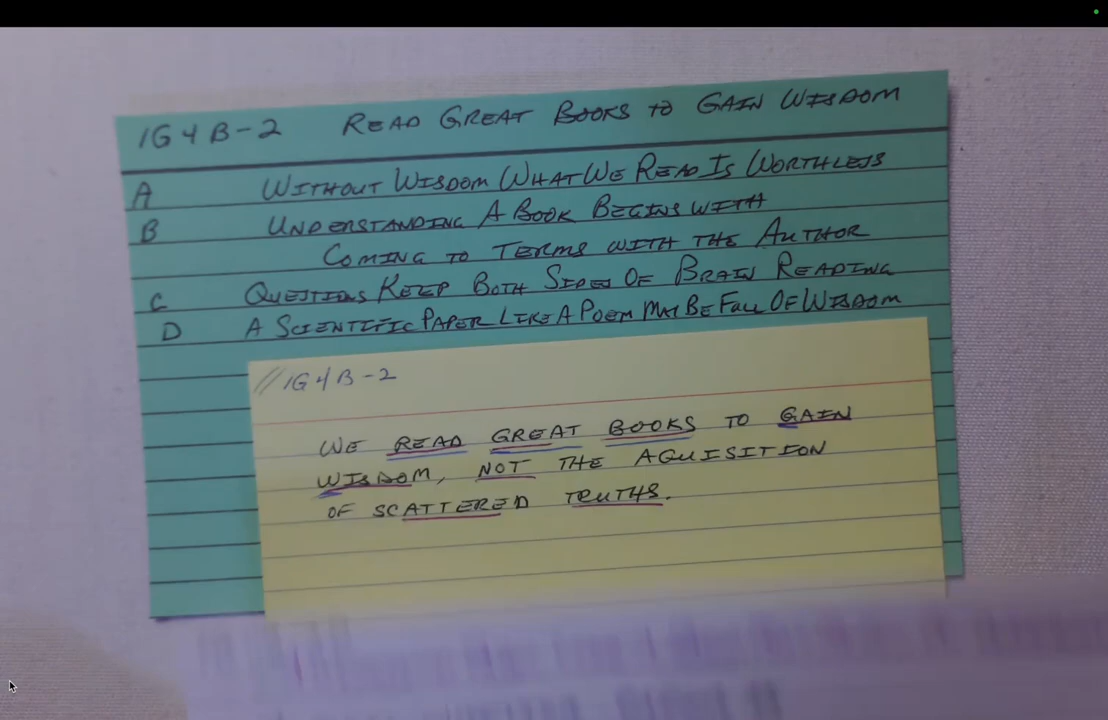 1G4B-2 READ GREAT BOOKS TO GAIN WISDOM
A WITHOUT WISDOM WHAT WE READ IS WORTHLESS
B UNDERSTANDING A BOOK BEGINS WITH
COMING TO TERMS WITH THE AUTHOR
C QUESTIONS KEEP BOTH SIDES OF BRAIN READING
D A SCIENTIFIC PAPER LIKE A POEM MAY BE FULL OF WISDOM
//1G4B-2
WE READ GREAT BOOKS TO GAIN
WISDOM, NOT THE AQUISITION
OF SCATTERED TRUTHS.